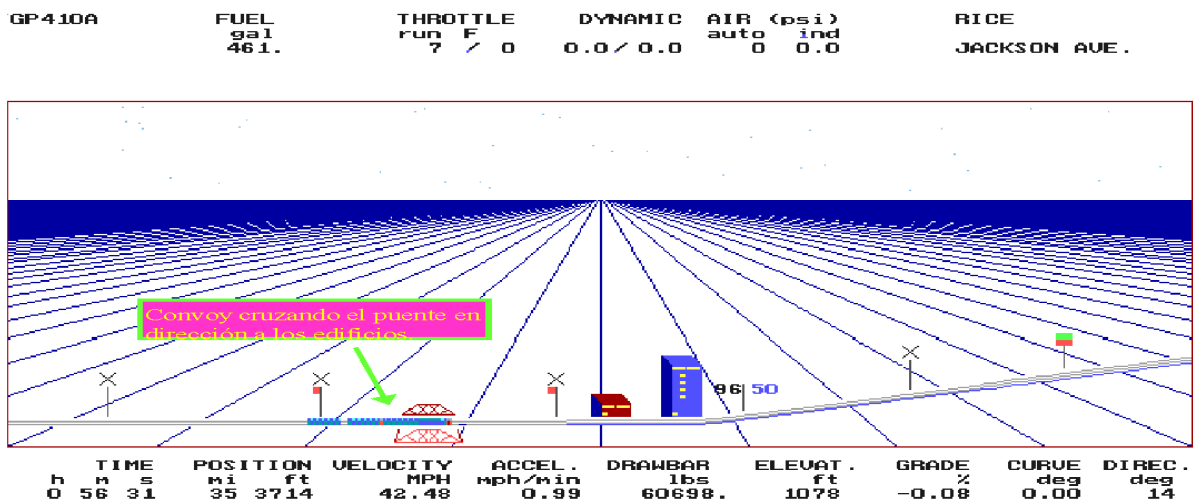 GP410A FUEL THROTTLE DYNAMIC AIR (psi) RICE
gal run F auto ind
461. 7 / 0 0.0/ 0.0 0 0.0 JACKSON AVE.
Convoy cruzando el puente en
dirección a los edificios.
96 50
TIME POSITION VELOCITY ACCEL. DRAWBAR ELEVAT. GRADE CURVE DIREC.
h m s mi ft MPH mph/min lbs ft % deg deg
0 56 31 35 3714 42.48 0.99 60698. 1078 -0.08 0.00 14